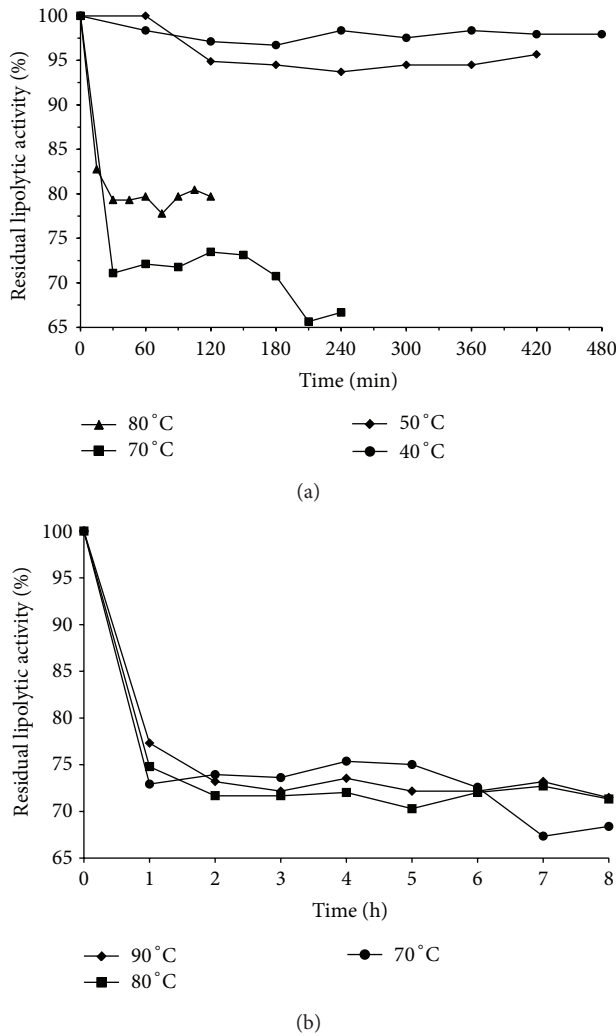 100
95
90
85
80
75
70
65
Residual lipolytic activity (%)
0 60 120 180 240 300 360 420 480
Time (min)
80°C 50°C
70°C 40°C
(a)
100
95
90
85
80
75
70
65
Residual lipolytic activity (%)
0 1 2 3 4 5 6 7 8
Time (h)
90°C 70°C
80°C
(b)